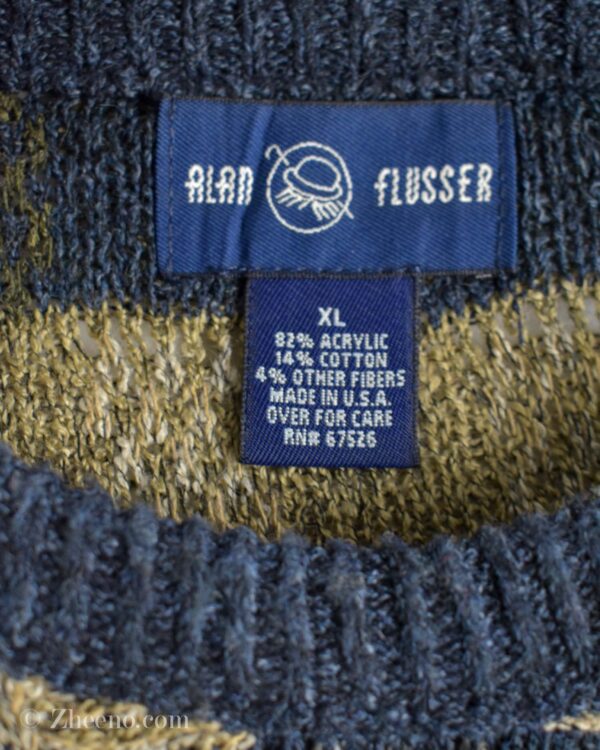 ALAN FLUSSER
XL
82% ACRYLIC
14% COTTON
4% OTHER FIBERS
MADE IN U.S.A.
OVER FOR CARE
RN# 67526
© Zheeno.com